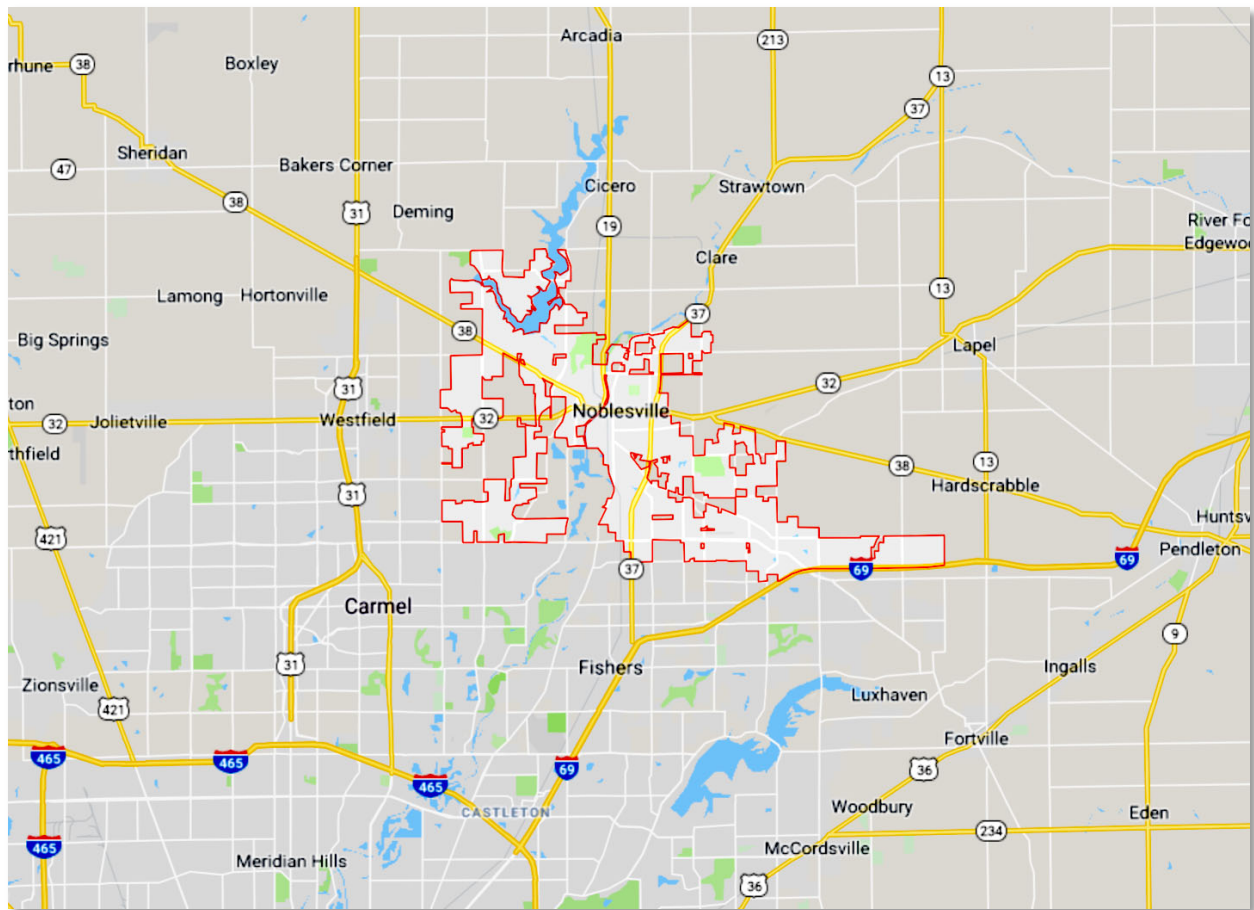 Arcadia
213
Boxley
38
rhune
13
37
Sheridan
47
Bakers Corner
Cicero
Strawtown
38
31
Deming
19
River Fo
Edgewoo
Clare
Lamong
Hortonville
13
37
38
Big Springs
Lapel
32
31
ton
32
Jolietville
Westfield
32
Noblesville
thfield
13
38
31
Hardscrabble
421
Huntsv
Pendleton
69
69
37
Carmel
9
31
Fishers
Ingalls
Zionsville
421
Luxhaven
Fortville
465
465
69
36
465
Woodbury
CASTLETON
Eden
234
465
McCordsville
Meridian Hills
36